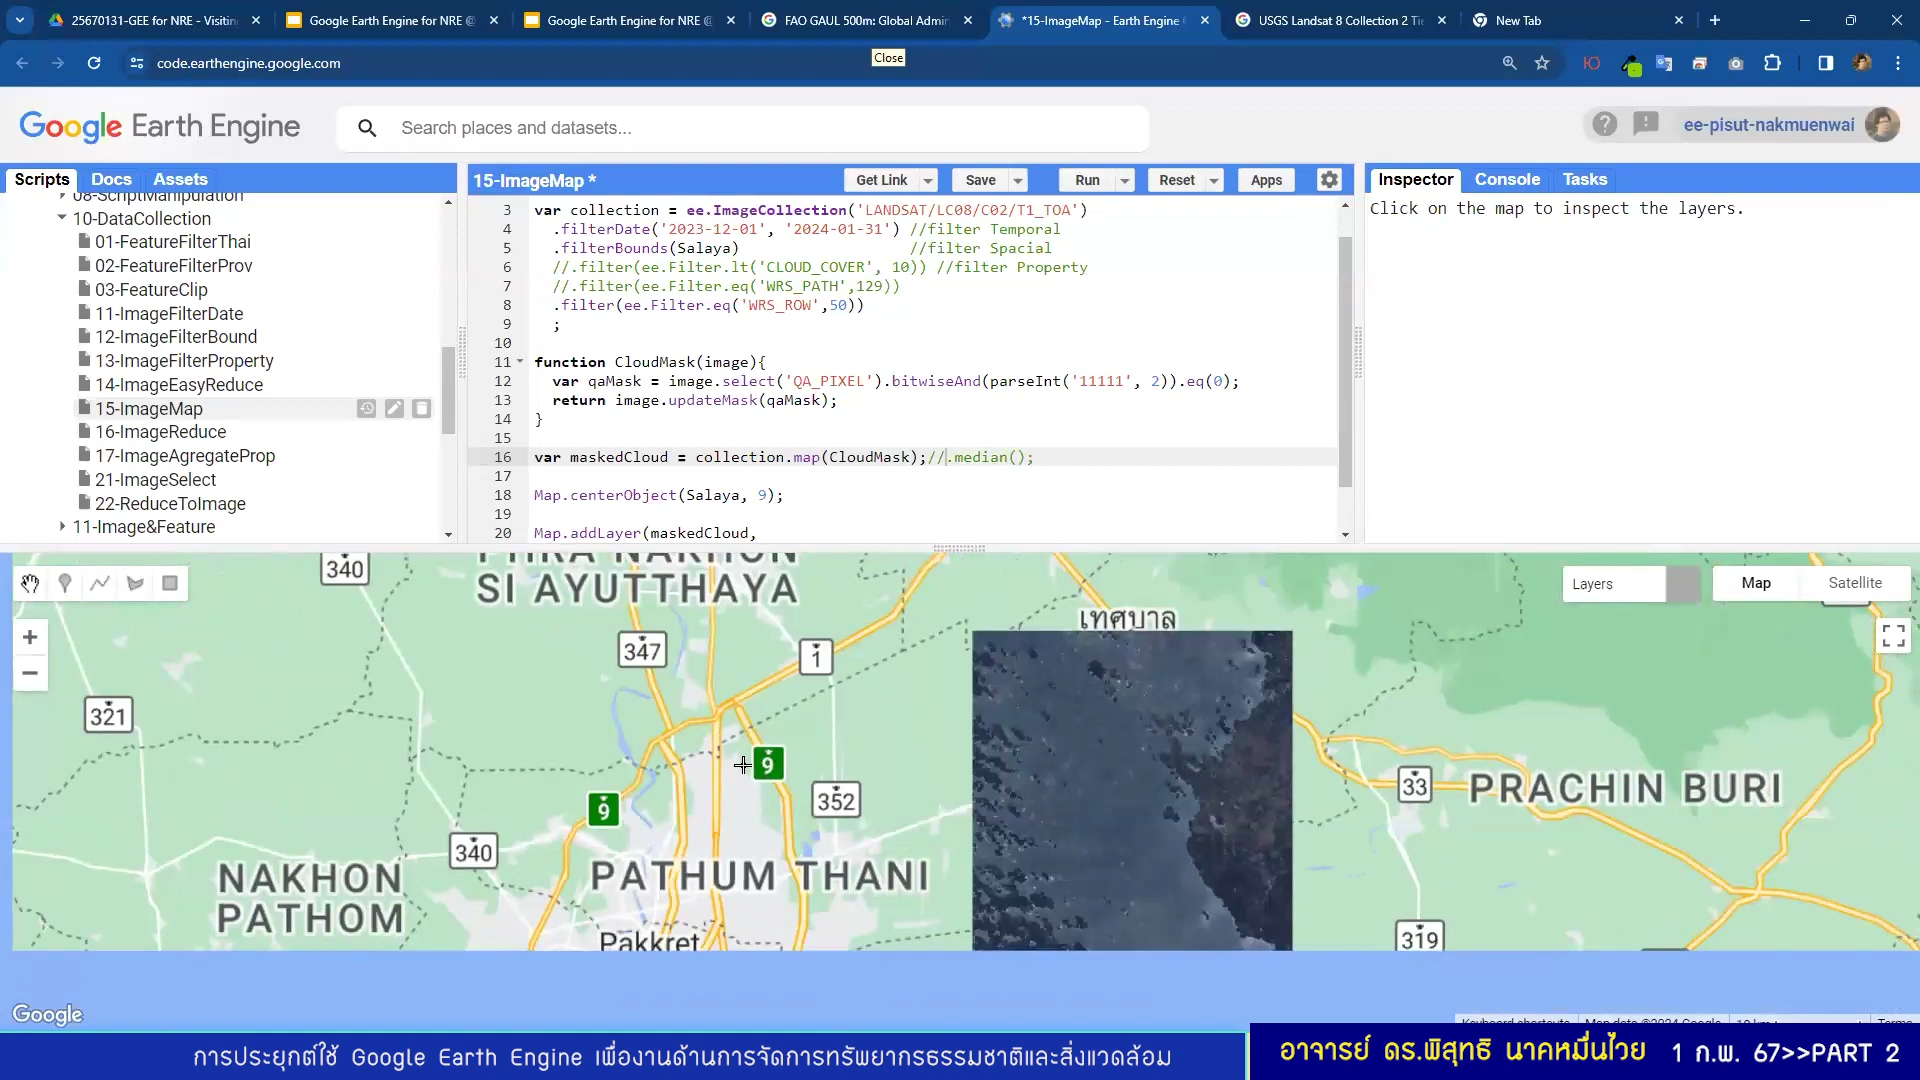 25670131-GEE for NRE - Visitin
Google Earth Engine for NRE @
Google Earth Engine for NRE @
FAO GAUL 500m: Global Admin
*15-ImageMap - Earth Engine
USGS Landsat 8 Collection 2 Tie
New Tab
code.earthengine.google.com
Close
Google Earth Engine
Search places and datasets...
ee-pisut-nakmuenwai
Scripts Docs Assets
08-ScriptManipulation
10-DataCollection
01-FeatureFilterThai
02-FeatureFilterProv
03-FeatureClip
11-ImageFilterDate
12-ImageFilterBound
13-ImageFilterProperty
14-ImageEasyReduce
15-ImageMap
16-ImageReduce
17-ImageAgregateProp
21-ImageSelect
22-ReduceToImage
11-Image&Feature
15-ImageMap *
Get Link Save Run Reset Apps
3 var collection = ee.ImageCollection('LANDSAT/LC08/C02/T1_TOA')
4 .filterDate('2023-12-01', '2024-01-31') //filter Temporal
5 .filterBounds(Salaya) //filter Spacial
6 //.filter(ee.Filter.lt('CLOUD_COVER', 10)) //filter Property
7 //.filter(ee.Filter.eq('WRS_PATH',129))
8 .filter(ee.Filter.eq('WRS_ROW',50))
9 ;
10
11 function CloudMask(image){
12 var qaMask = image.select('QA_PIXEL').bitwiseAnd(parseInt('11111', 2)).eq(0);
13 return image.updateMask(qaMask);
14 }
15
16 var maskedCloud = collection.map(CloudMask);//.median();
17
18 Map.centerObject(Salaya, 9);
19
20 Map.addLayer(maskedCloud,
Inspector Console Tasks
Click on the map to inspect the layers.
Layers
Map Satellite
PHRA NAKHON
SI AYUTTHAYA
340
347
1
เทศบาล
321
9
9
352
33
PRACHIN BURI
340
PATHUM THANI
NAKHON
PATHOM
Pakkret
319
Google
Keyboard shortcuts Map data ©2024 Google 10 km Terms
การประยุกต์ใช้ Google Earth Engine เพื่องานด้านการจัดการทรัพยากรธรรมชาติและสิ่งแวดล้อม
อาจารย์ ดร.พิสุทธิ นาคหมื่นไวย 1 ก.พ. 67>>PART 2